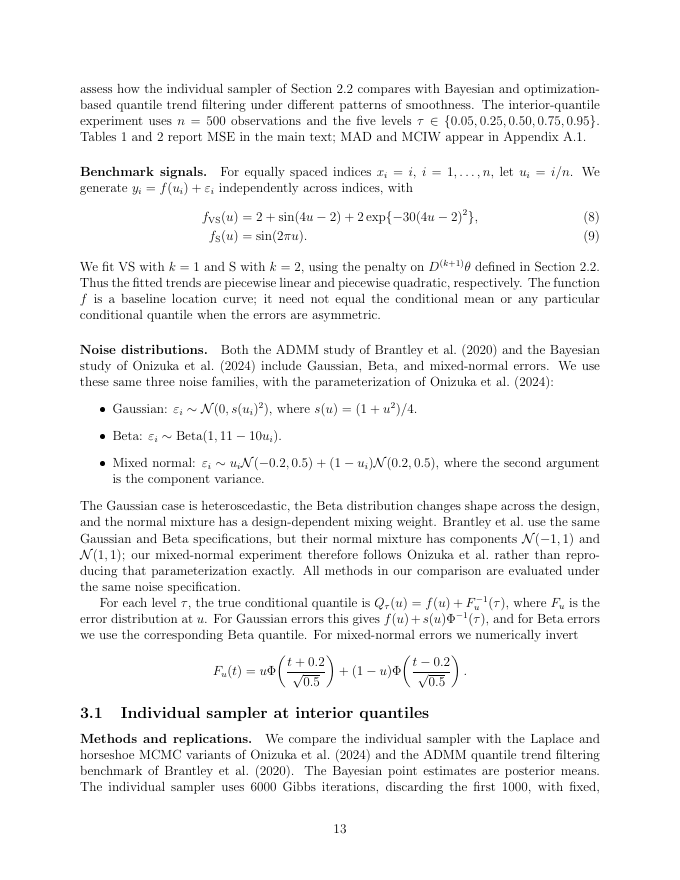 assess how the individual sampler of Section 2.2 compares with Bayesian and optimization-
based quantile trend filtering under different patterns of smoothness. The interior-quantile
experiment uses n = 500 observations and the five levels τ ∈ {0.05, 0.25, 0.50, 0.75, 0.95}.
Tables 1 and 2 report MSE in the main text; MAD and MCIW appear in Appendix A.1.
Benchmark signals. For equally spaced indices xᵢ = i, i = 1, . . . , n, let uᵢ = i/n. We
generate yᵢ = f(uᵢ) + εᵢ independently across indices, with
f_VS(u) = 2 + sin(4u − 2) + 2 exp{−30(4u − 2)²}, (8)
f_S(u) = sin(2πu). (9)
We fit VS with k = 1 and S with k = 2, using the penalty on D⁽ᵏ⁺¹⁾θ defined in Section 2.2.
Thus the fitted trends are piecewise linear and piecewise quadratic, respectively. The function
f is a baseline location curve; it need not equal the conditional mean or any particular
conditional quantile when the errors are asymmetric.
Noise distributions. Both the ADMM study of Brantley et al. (2020) and the Bayesian
study of Onizuka et al. (2024) include Gaussian, Beta, and mixed-normal errors. We use
these same three noise families, with the parameterization of Onizuka et al. (2024):
• Gaussian: εᵢ ∼ 𝒩(0, s(uᵢ)²), where s(u) = (1 + u²)/4.
• Beta: εᵢ ∼ Beta(1, 11 − 10uᵢ).
• Mixed normal: εᵢ ∼ uᵢ𝒩(−0.2, 0.5) + (1 − uᵢ)𝒩(0.2, 0.5), where the second argument
is the component variance.
The Gaussian case is heteroscedastic, the Beta distribution changes shape across the design,
and the normal mixture has a design-dependent mixing weight. Brantley et al. use the same
Gaussian and Beta specifications, but their normal mixture has components 𝒩(−1, 1) and
𝒩(1, 1); our mixed-normal experiment therefore follows Onizuka et al. rather than repro-
ducing that parameterization exactly. All methods in our comparison are evaluated under
the same noise specification.
For each level τ, the true conditional quantile is Q_τ(u) = f(u) + F_u⁻¹(τ), where F_u is the
error distribution at u. For Gaussian errors this gives f(u) + s(u)Φ⁻¹(τ), and for Beta errors
we use the corresponding Beta quantile. For mixed-normal errors we numerically invert
F_u(t) = uΦ((t + 0.2)/√0.5) + (1 − u)Φ((t − 0.2)/√0.5).
3.1 Individual sampler at interior quantiles
Methods and replications. We compare the individual sampler with the Laplace and
horseshoe MCMC variants of Onizuka et al. (2024) and the ADMM quantile trend filtering
benchmark of Brantley et al. (2020). The Bayesian point estimates are posterior means.
The individual sampler uses 6000 Gibbs iterations, discarding the first 1000, with fixed,
13